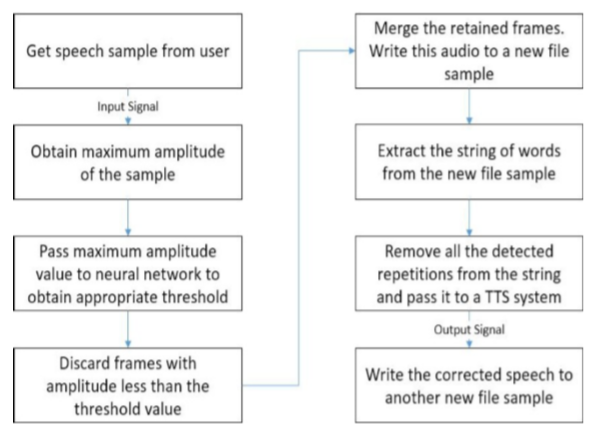 Get speech sample from user
Input Signal
Obtain maximum amplitude
of the sample
Pass maximum amplitude
value to neural network to
obtain appropriate threshold
Discard frames with
amplitude less than the
threshold value
Merge the retained frames.
Write this audio to a new file
sample
Extract the string of words
from the new file sample
Remove all the detected
repetitions from the string
and pass it to a TTS system
Output Signal
Write the corrected speech to
another new file sample